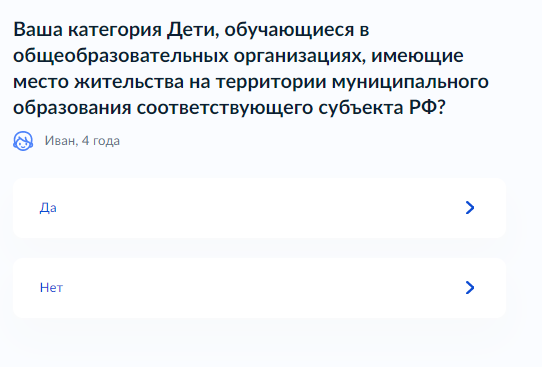 Ваша категория Дети, обучающиеся в
общеобразовательных организациях, имеющие
место жительства на территории муниципального
образования соответствующего субъекта РФ?
Иван, 4 года
Да
Нет